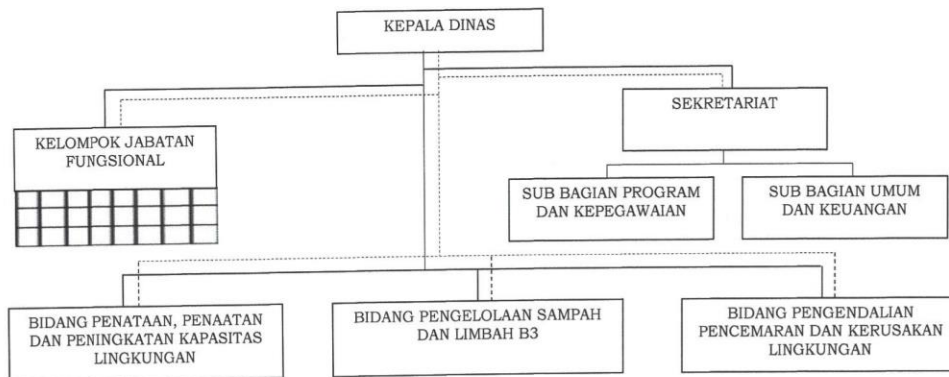 KEPALA DINAS
SEKRETARIAT
KELOMPOK JABATAN
FUNGSIONAL
SUB BAGIAN PROGRAM
DAN KEPEGAWAIAN
SUB BAGIAN UMUM
DAN KEUANGAN
BIDANG PENATAAN, PENAATAN
DAN PENINGKATAN KAPASITAS
LINGKUNGAN
BIDANG PENGELOLAAN SAMPAH
DAN LIMBAH B3
BIDANG PENGENDALIAN
PENCEMARAN DAN KERUSAKAN
LINGKUNGAN